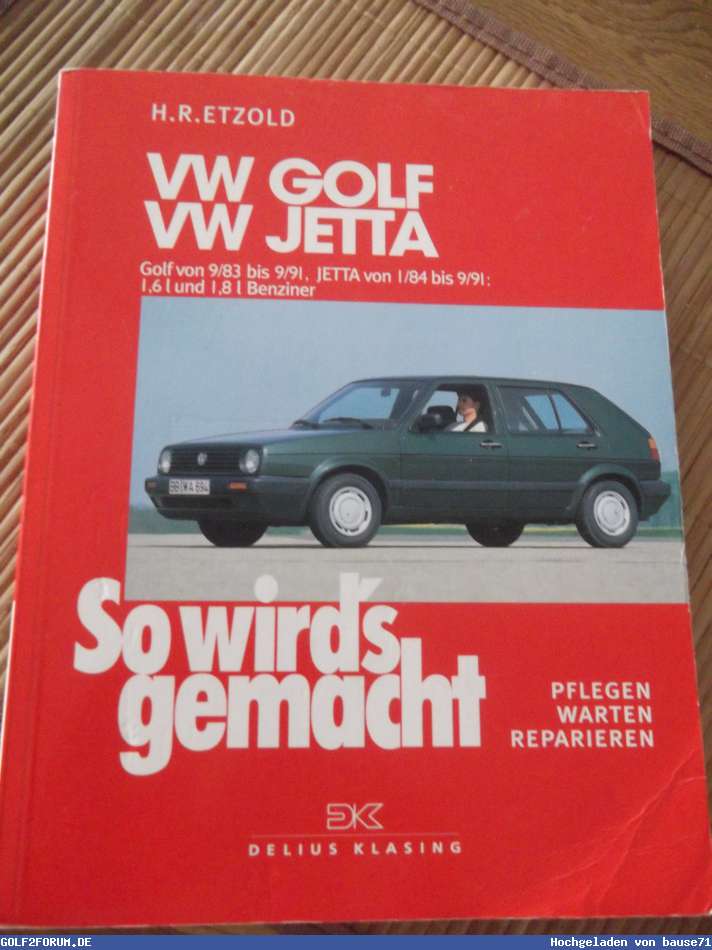 H.R.ETZOLD
VW GOLF
VW JETTA
Golf von 9/83 bis 9/91, JETTA von 1/84 bis 9/91:
1,6 l und 1,8 l Benziner
So wird's
gemacht
PFLEGEN
WARTEN
REPARIEREN
DELIUS KLASING
GOLF2FORUM.DE
Hochgeladen von bause71